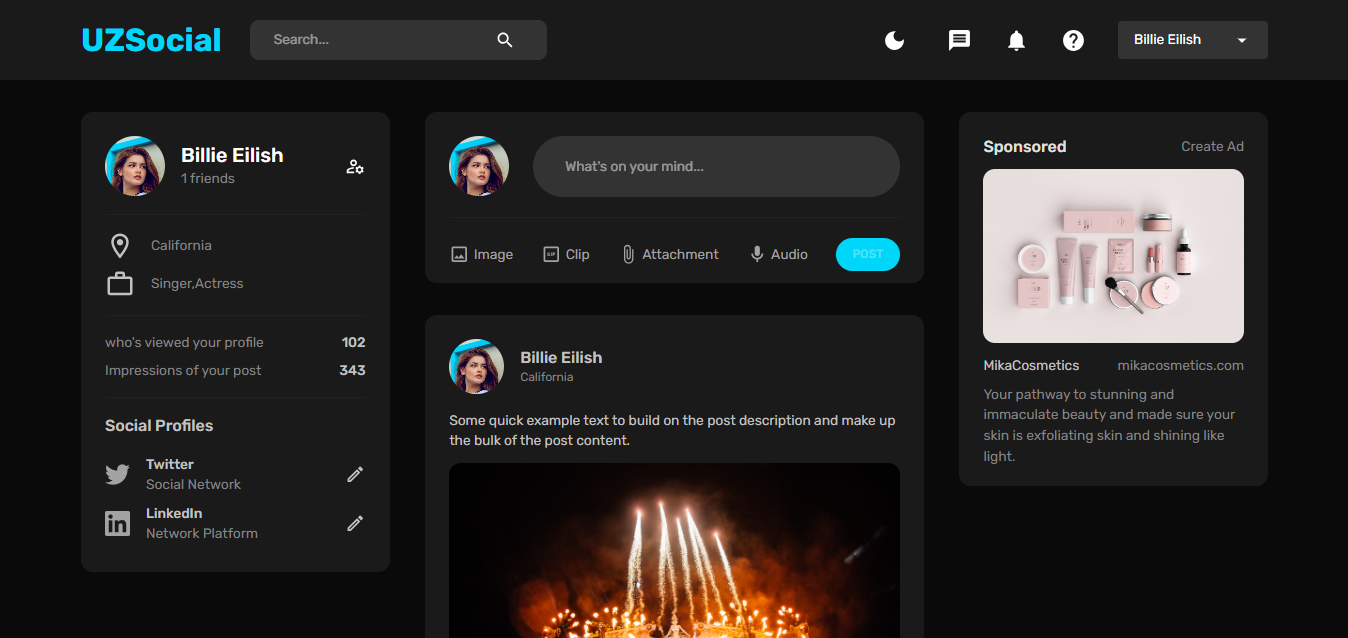 UZSocial
Search...
Billie Eilish
Billie Eilish
1 friends
California
Singer,Actress
who's viewed your profile 102
Impressions of your post 343
Social Profiles
Twitter
Social Network
LinkedIn
Network Platform
What's on your mind...
Image
GIF
Clip
Attachment
Audio
POST
Billie Eilish
California
Some quick example text to build on the post description and make up
the bulk of the post content.
Sponsored
Create Ad
MikaCosmetics
mikacosmetics.com
Your pathway to stunning and
immaculate beauty and made sure your
skin is exfoliating skin and shining like
light.